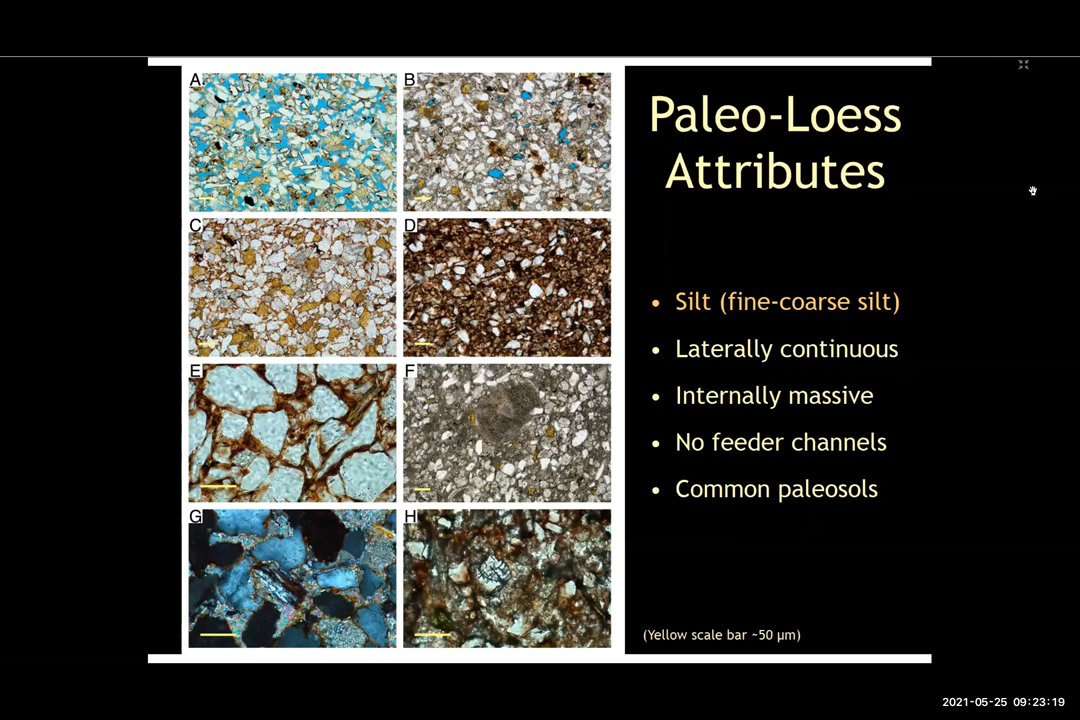 A
B
C
D
E
F
G
H
Paleo-Loess
Attributes
• Silt (fine-coarse silt)
• Laterally continuous
• Internally massive
• No feeder channels
• Common paleosols
(Yellow scale bar ~50 μm)
2021-05-25 09:23:19